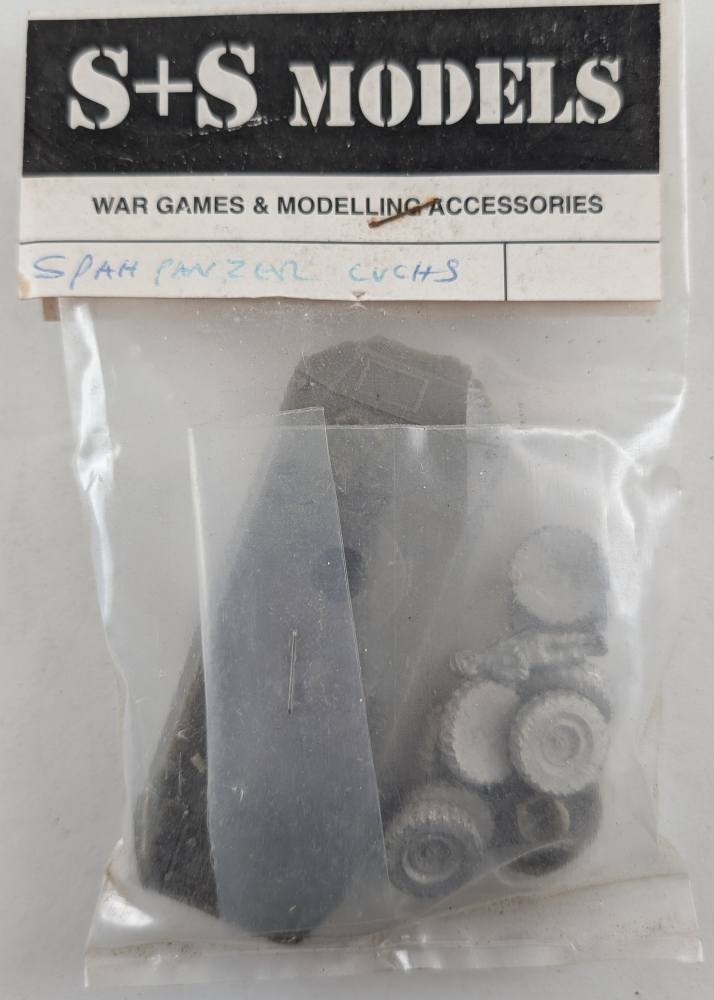 S+S MODELS
WAR GAMES & MODELLING ACCESSORIES
SPAH PANZER LUCHS